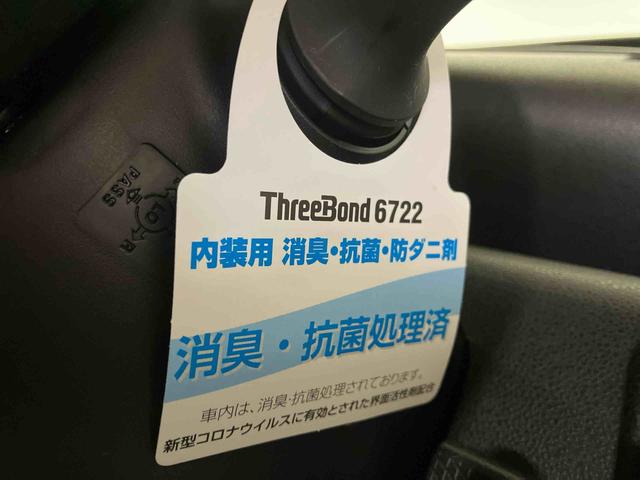 ThreeBond 6722
内装用 消臭・抗菌・防ダニ剤
消臭・抗菌処理済
車内は、消臭・抗菌処理されております。
新型コロナウイルスに有効とされた界面活性剤配合
PASS
LO
R